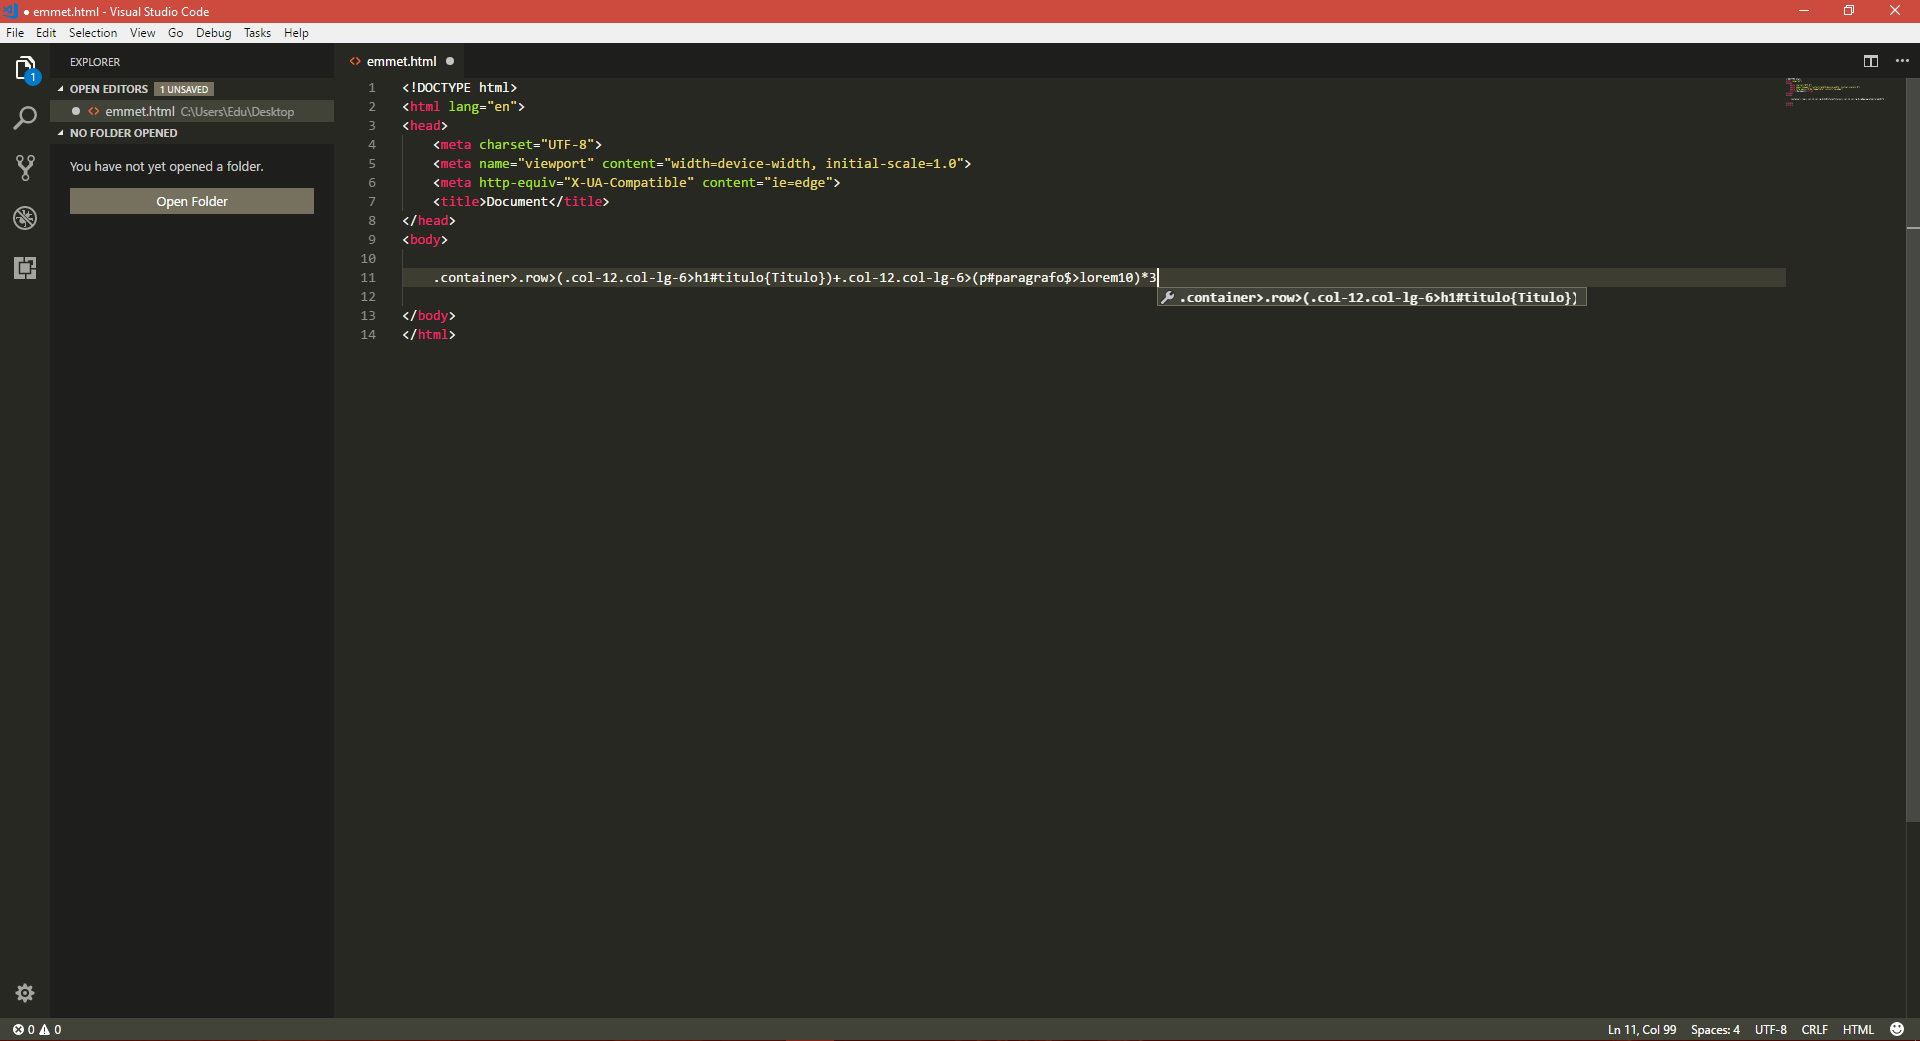 ● emmet.html - Visual Studio Code
File Edit Selection View Go Debug Tasks Help
1
EXPLORER
OPEN EDITORS 1 UNSAVED
emmet.html C:\Users\Edu\Desktop
NO FOLDER OPENED
You have not yet opened a folder.
Open Folder
emmet.html
1 <!DOCTYPE html>
2 <html lang="en">
3 <head>
4     <meta charset="UTF-8">
5     <meta name="viewport" content="width=device-width, initial-scale=1.0">
6     <meta http-equiv="X-UA-Compatible" content="ie=edge">
7     <title>Document</title>
8 </head>
9 <body>
10
11     .container>.row>(.col-12.col-lg-6>h1#titulo{Titulo})+.col-12.col-lg-6>(p#paragrafo$>lorem10)*3
.container>.row>(.col-12.col-lg-6>h1#titulo{Titulo})
12
13 </body>
14 </html>
0 0
Ln 11, Col 99 Spaces: 4 UTF-8 CRLF HTML